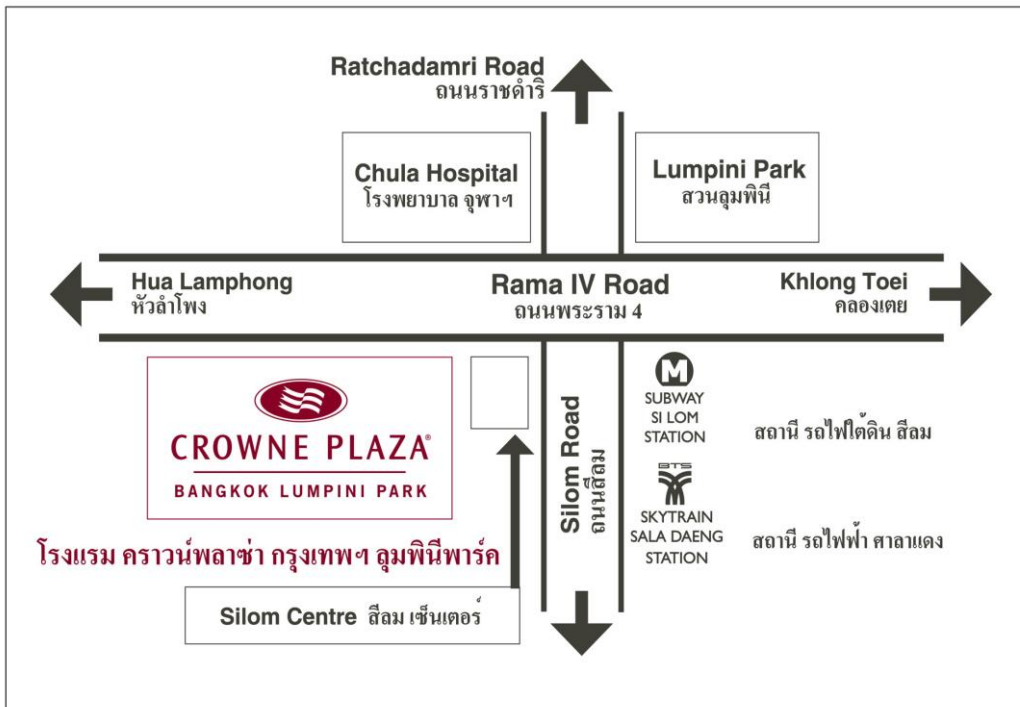 Ratchadamri Road
ถนนราชดำริ
Chula Hospital
โรงพยาบาล จุฬาฯ
Lumpini Park
สวนลุมพินี
Hua Lamphong
หัวลำโพง
Rama IV Road
ถนนพระราม 4
Khlong Toei
คลองเตย
CROWNE PLAZA®
BANGKOK LUMPINI PARK
โรงแรม คราวน์พลาซ่า กรุงเทพฯ ลุมพินีพาร์ค
Silom Centre สีลม เซ็นเตอร์
Silom Road
ถนนสีลม
M
SUBWAY
SI LOM
STATION
สถานี รถไฟใต้ดิน สีลม
BTS
SKYTRAIN
SALA DAENG
STATION
สถานี รถไฟฟ้า ศาลาแดง